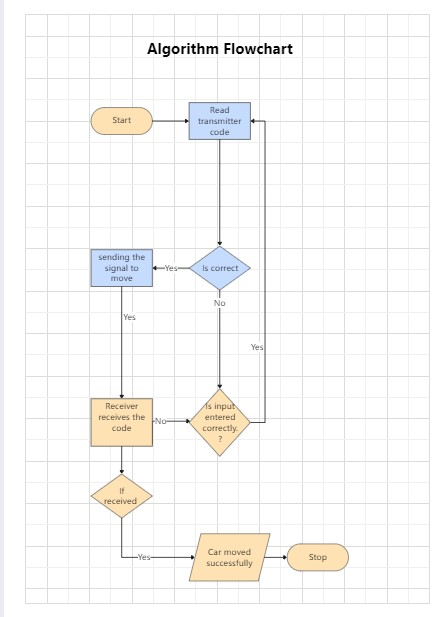 Algorithm Flowchart
Start
Read
transmitter
code
sending the
signal to
move
Yes
Is correct
No
Yes
Yes
Receiver
receives the
code
No
Is input
entered
correctly.
?
If
received
Yes
Car moved
successfully
Stop